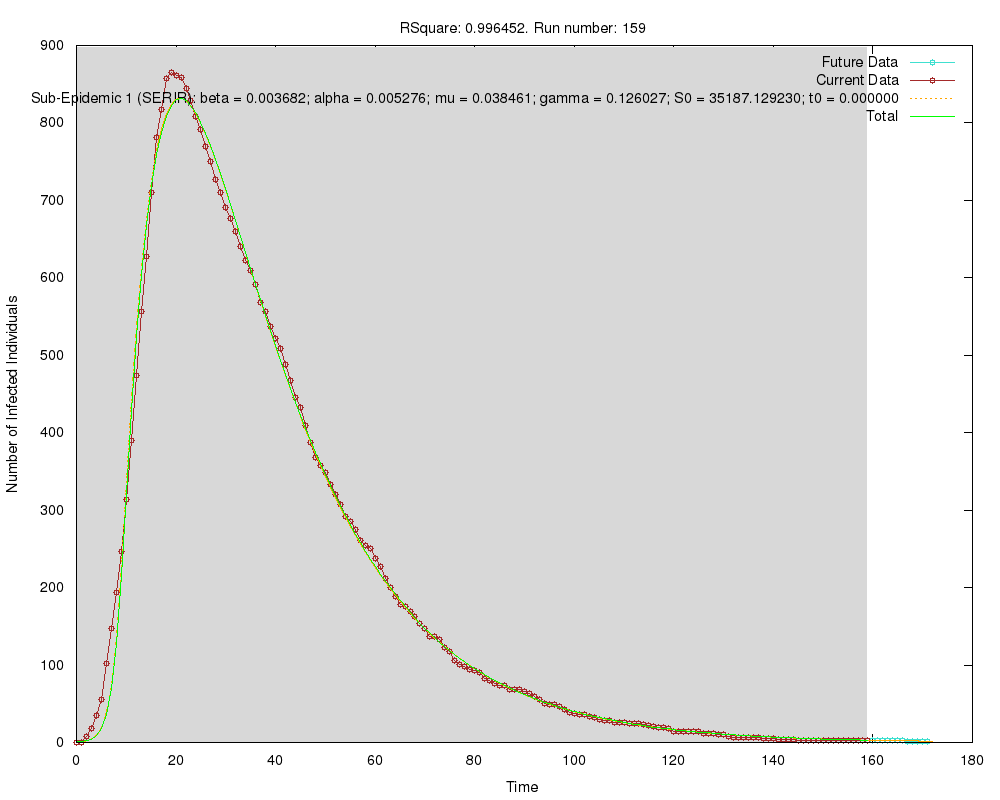 RSquare: 0.996452. Run number: 159
900
Future Data
Current Data
Sub-Epidemic 1 (SERIR): beta = 0.003682; alpha = 0.005276; mu = 0.038461; gamma = 0.126027; S0 = 35187.129230; t0 = 0.000000
Total
800
700
600
500
400
300
200
100
0
Number of Infected Individuals
0 20 40 60 80 100 120 140 160 180
Time